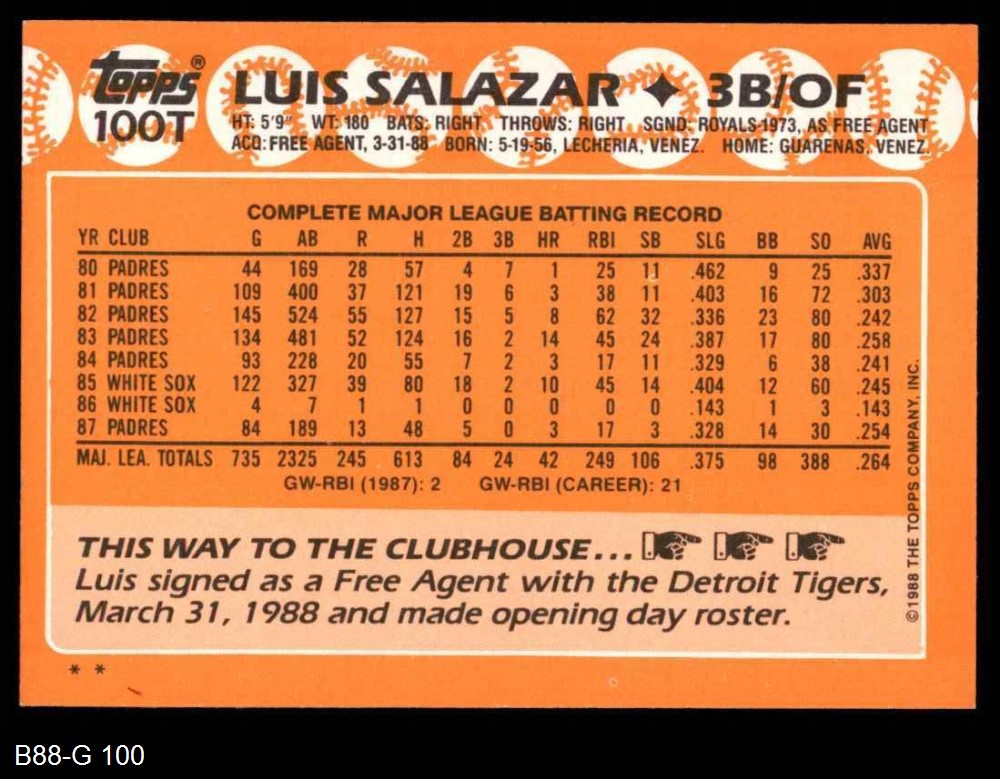 topps®
100T
LUIS SALAZAR ✦ 3B/OF
HT: 5'9" WT: 180 BATS: RIGHT THROWS: RIGHT SGND: ROYALS-1973, AS FREE AGENT
ACQ: FREE AGENT, 3-31-88 BORN: 5-19-56, LECHERIA, VENEZ. HOME: GUARENAS, VENEZ.
COMPLETE MAJOR LEAGUE BATTING RECORD
YR CLUB G AB R H 2B 3B HR RBI SB SLG BB SO AVG
80 PADRES 44 169 28 57 4 7 1 25 11 .462 9 25 .337
81 PADRES 109 400 37 121 19 6 3 38 11 .403 16 72 .303
82 PADRES 145 524 55 127 15 5 8 62 32 .336 23 80 .242
83 PADRES 134 481 52 124 16 2 14 45 24 .387 17 80 .258
84 PADRES 93 228 20 55 7 2 3 17 11 .329 6 38 .241
85 WHITE SOX 122 327 39 80 18 2 10 45 14 .404 12 60 .245
86 WHITE SOX 4 7 1 1 0 0 0 0 0 .143 1 3 .143
87 PADRES 84 189 13 48 5 0 3 17 3 .328 14 30 .254
MAJ. LEA. TOTALS 735 2325 245 613 84 24 42 249 106 .375 98 388 .264
GW-RBI (1987): 2 GW-RBI (CAREER): 21
THIS WAY TO THE CLUBHOUSE...
Luis signed as a Free Agent with the Detroit Tigers,
March 31, 1988 and made opening day roster.
©1988 THE TOPPS COMPANY, INC.
* *
B88-G 100